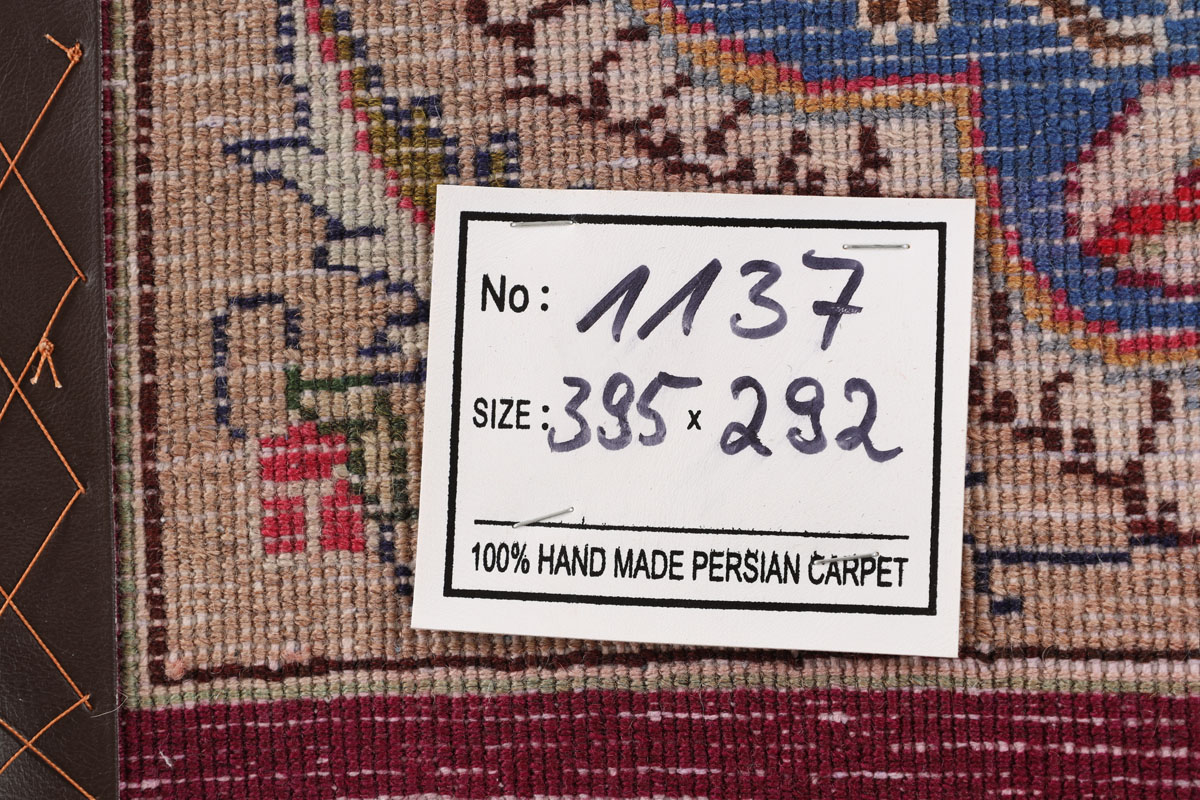 No: 1137
SIZE: 395 x 292
100% HAND MADE PERSIAN CARPET